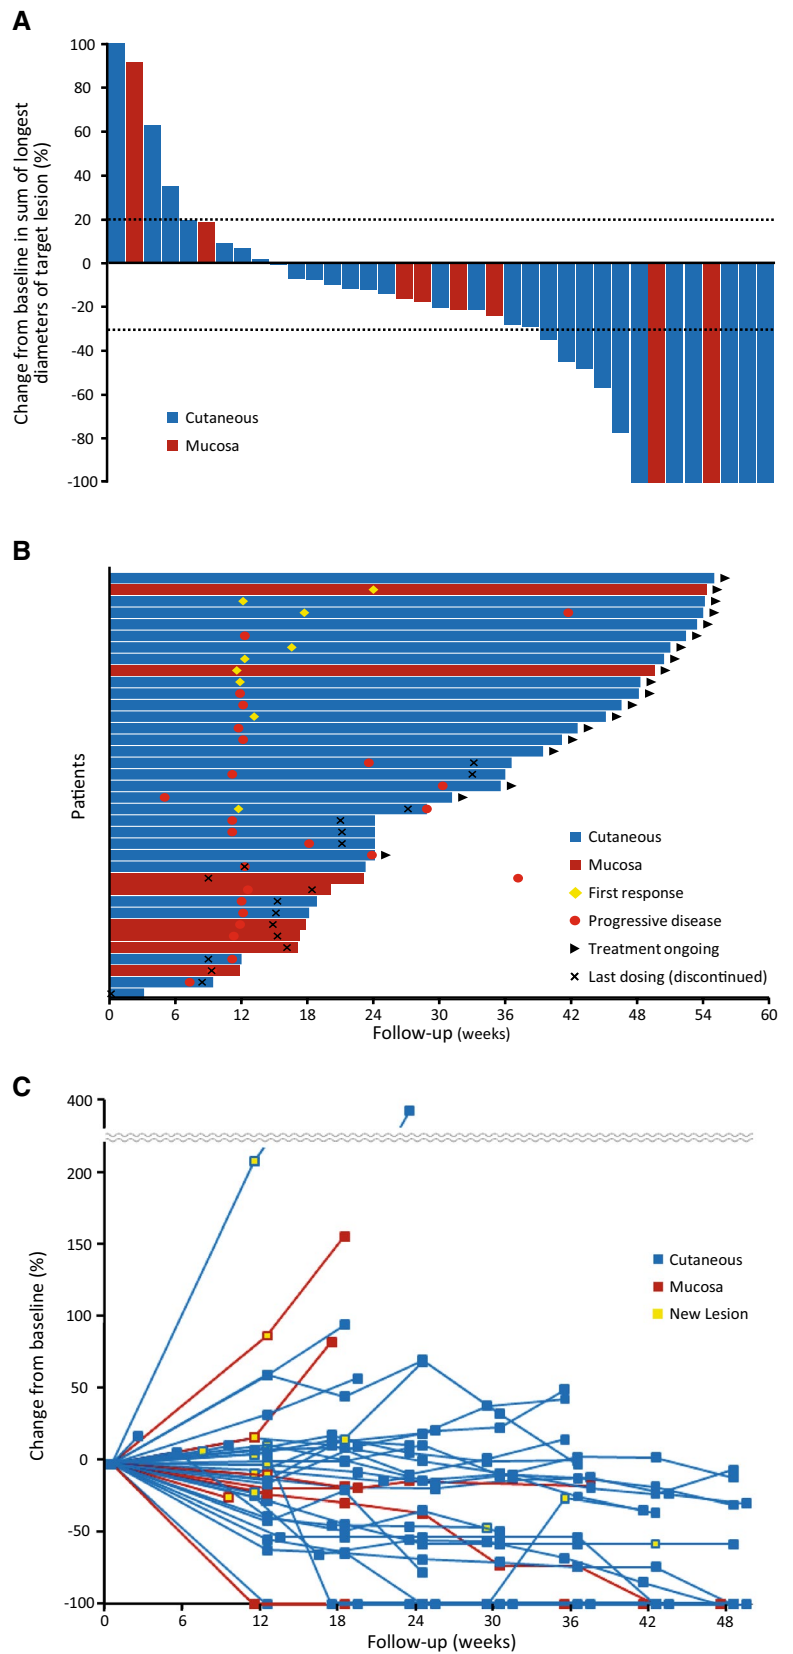 A
Change from baseline in sum of longest
diameters of target lesion (%)
100
80
60
40
20
0
-20
-40
-60
-80
-100
Cutaneous
Mucosa
B
Patients
Cutaneous
Mucosa
First response
Progressive disease
Treatment ongoing
Last dosing (discontinued)
0 6 12 18 24 30 36 42 48 54 60
Follow-up (weeks)
C
Change from baseline (%)
400
200
150
100
50
0
-50
-100
Cutaneous
Mucosa
New Lesion
0 6 12 18 24 30 36 42 48
Follow-up (weeks)